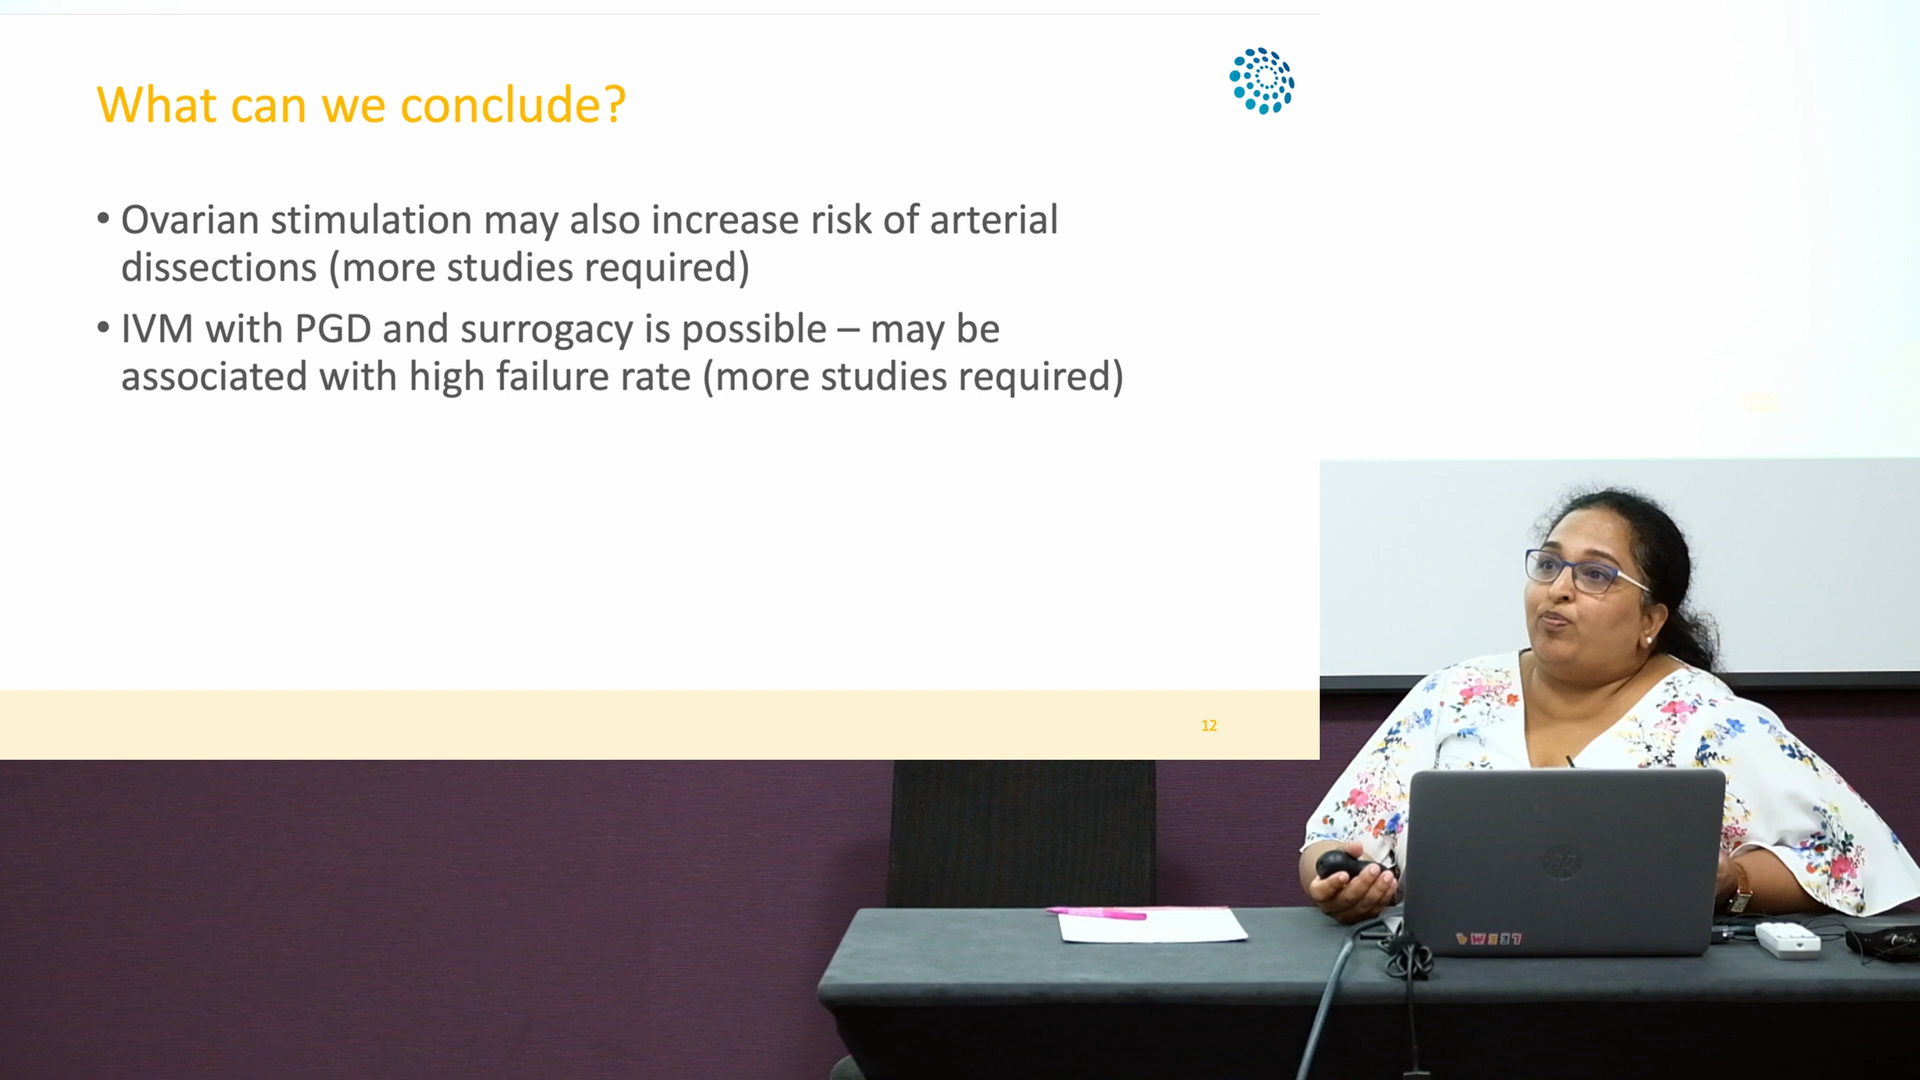 What can we conclude?
• Ovarian stimulation may also increase risk of arterial
dissections (more studies required)
• IVM with PGD and surrogacy is possible – may be
associated with high failure rate (more studies required)
12
hp